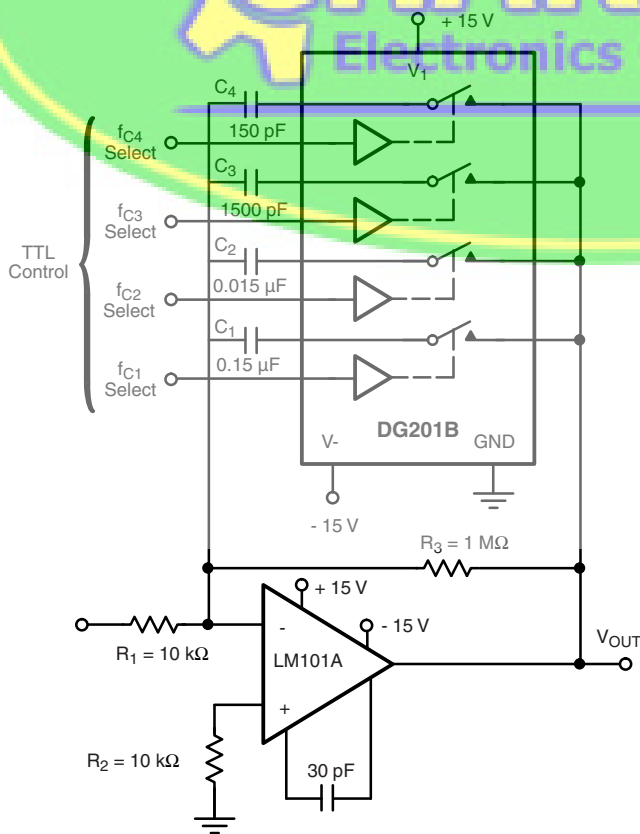 Electronics
+ 15 V
V1
C4
150 pF
fC4
Select
C3
1500 pF
fC3
Select
TTL
Control
C2
0.015 µF
fC2
Select
C1
0.15 µF
fC1
Select
DG201B
V-
GND
- 15 V
R3 = 1 MΩ
+ 15 V
- 15 V
-
LM101A
+
R1 = 10 kΩ
VOUT
R2 = 10 kΩ
30 pF